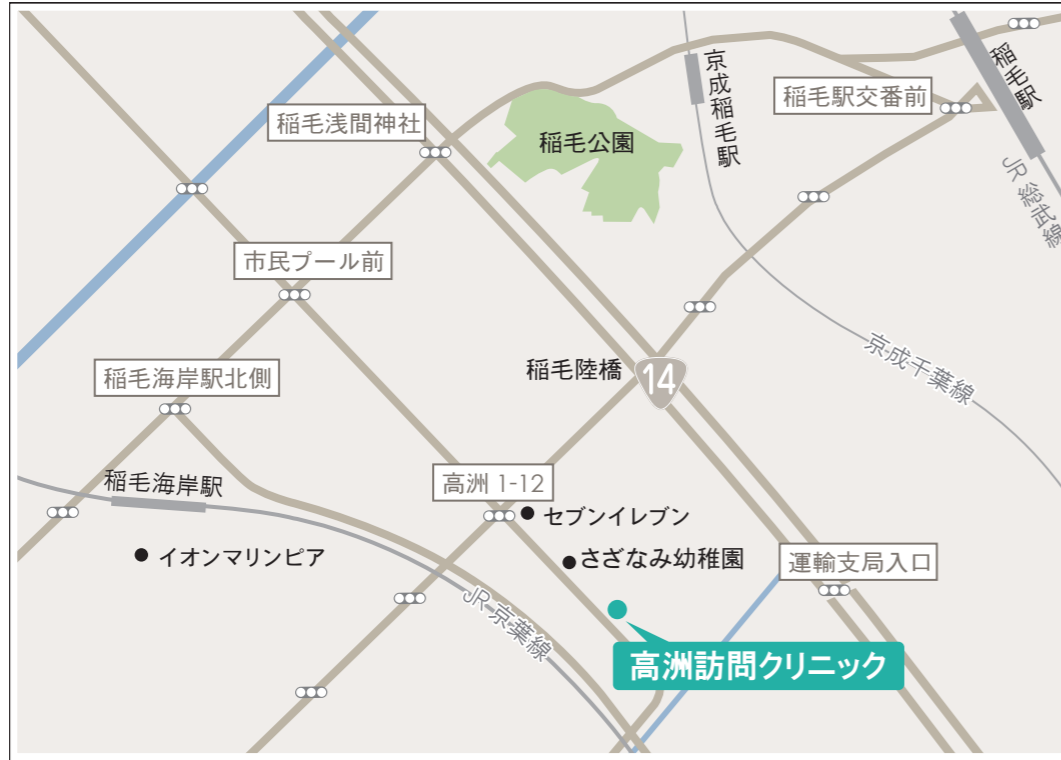 稲毛駅
京成稲毛駅
稲毛駅交番前
稲毛浅間神社
稲毛公園
JR 総武線
市民プール前
稲毛海岸駅北側
稲毛陸橋
14
京成千葉線
稲毛海岸駅
高洲 1-12
セブンイレブン
イオンマリンピア
さざなみ幼稚園
運輸支局入口
JR 京葉線
高洲訪問クリニック